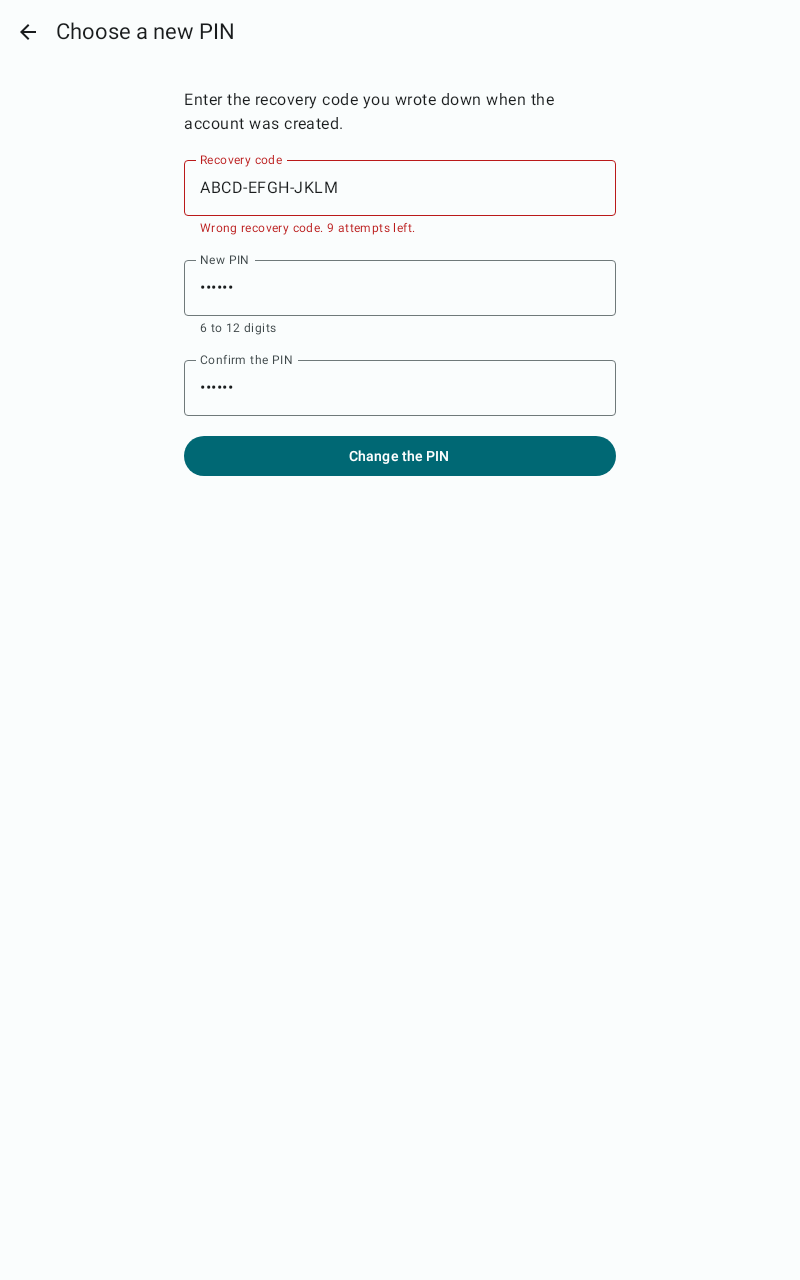 Choose a new PIN
Enter the recovery code you wrote down when the
account was created.
Recovery code
ABCD-EFGH-JKLM
Wrong recovery code. 9 attempts left.
New PIN
••••••
6 to 12 digits
Confirm the PIN
••••••
Change the PIN